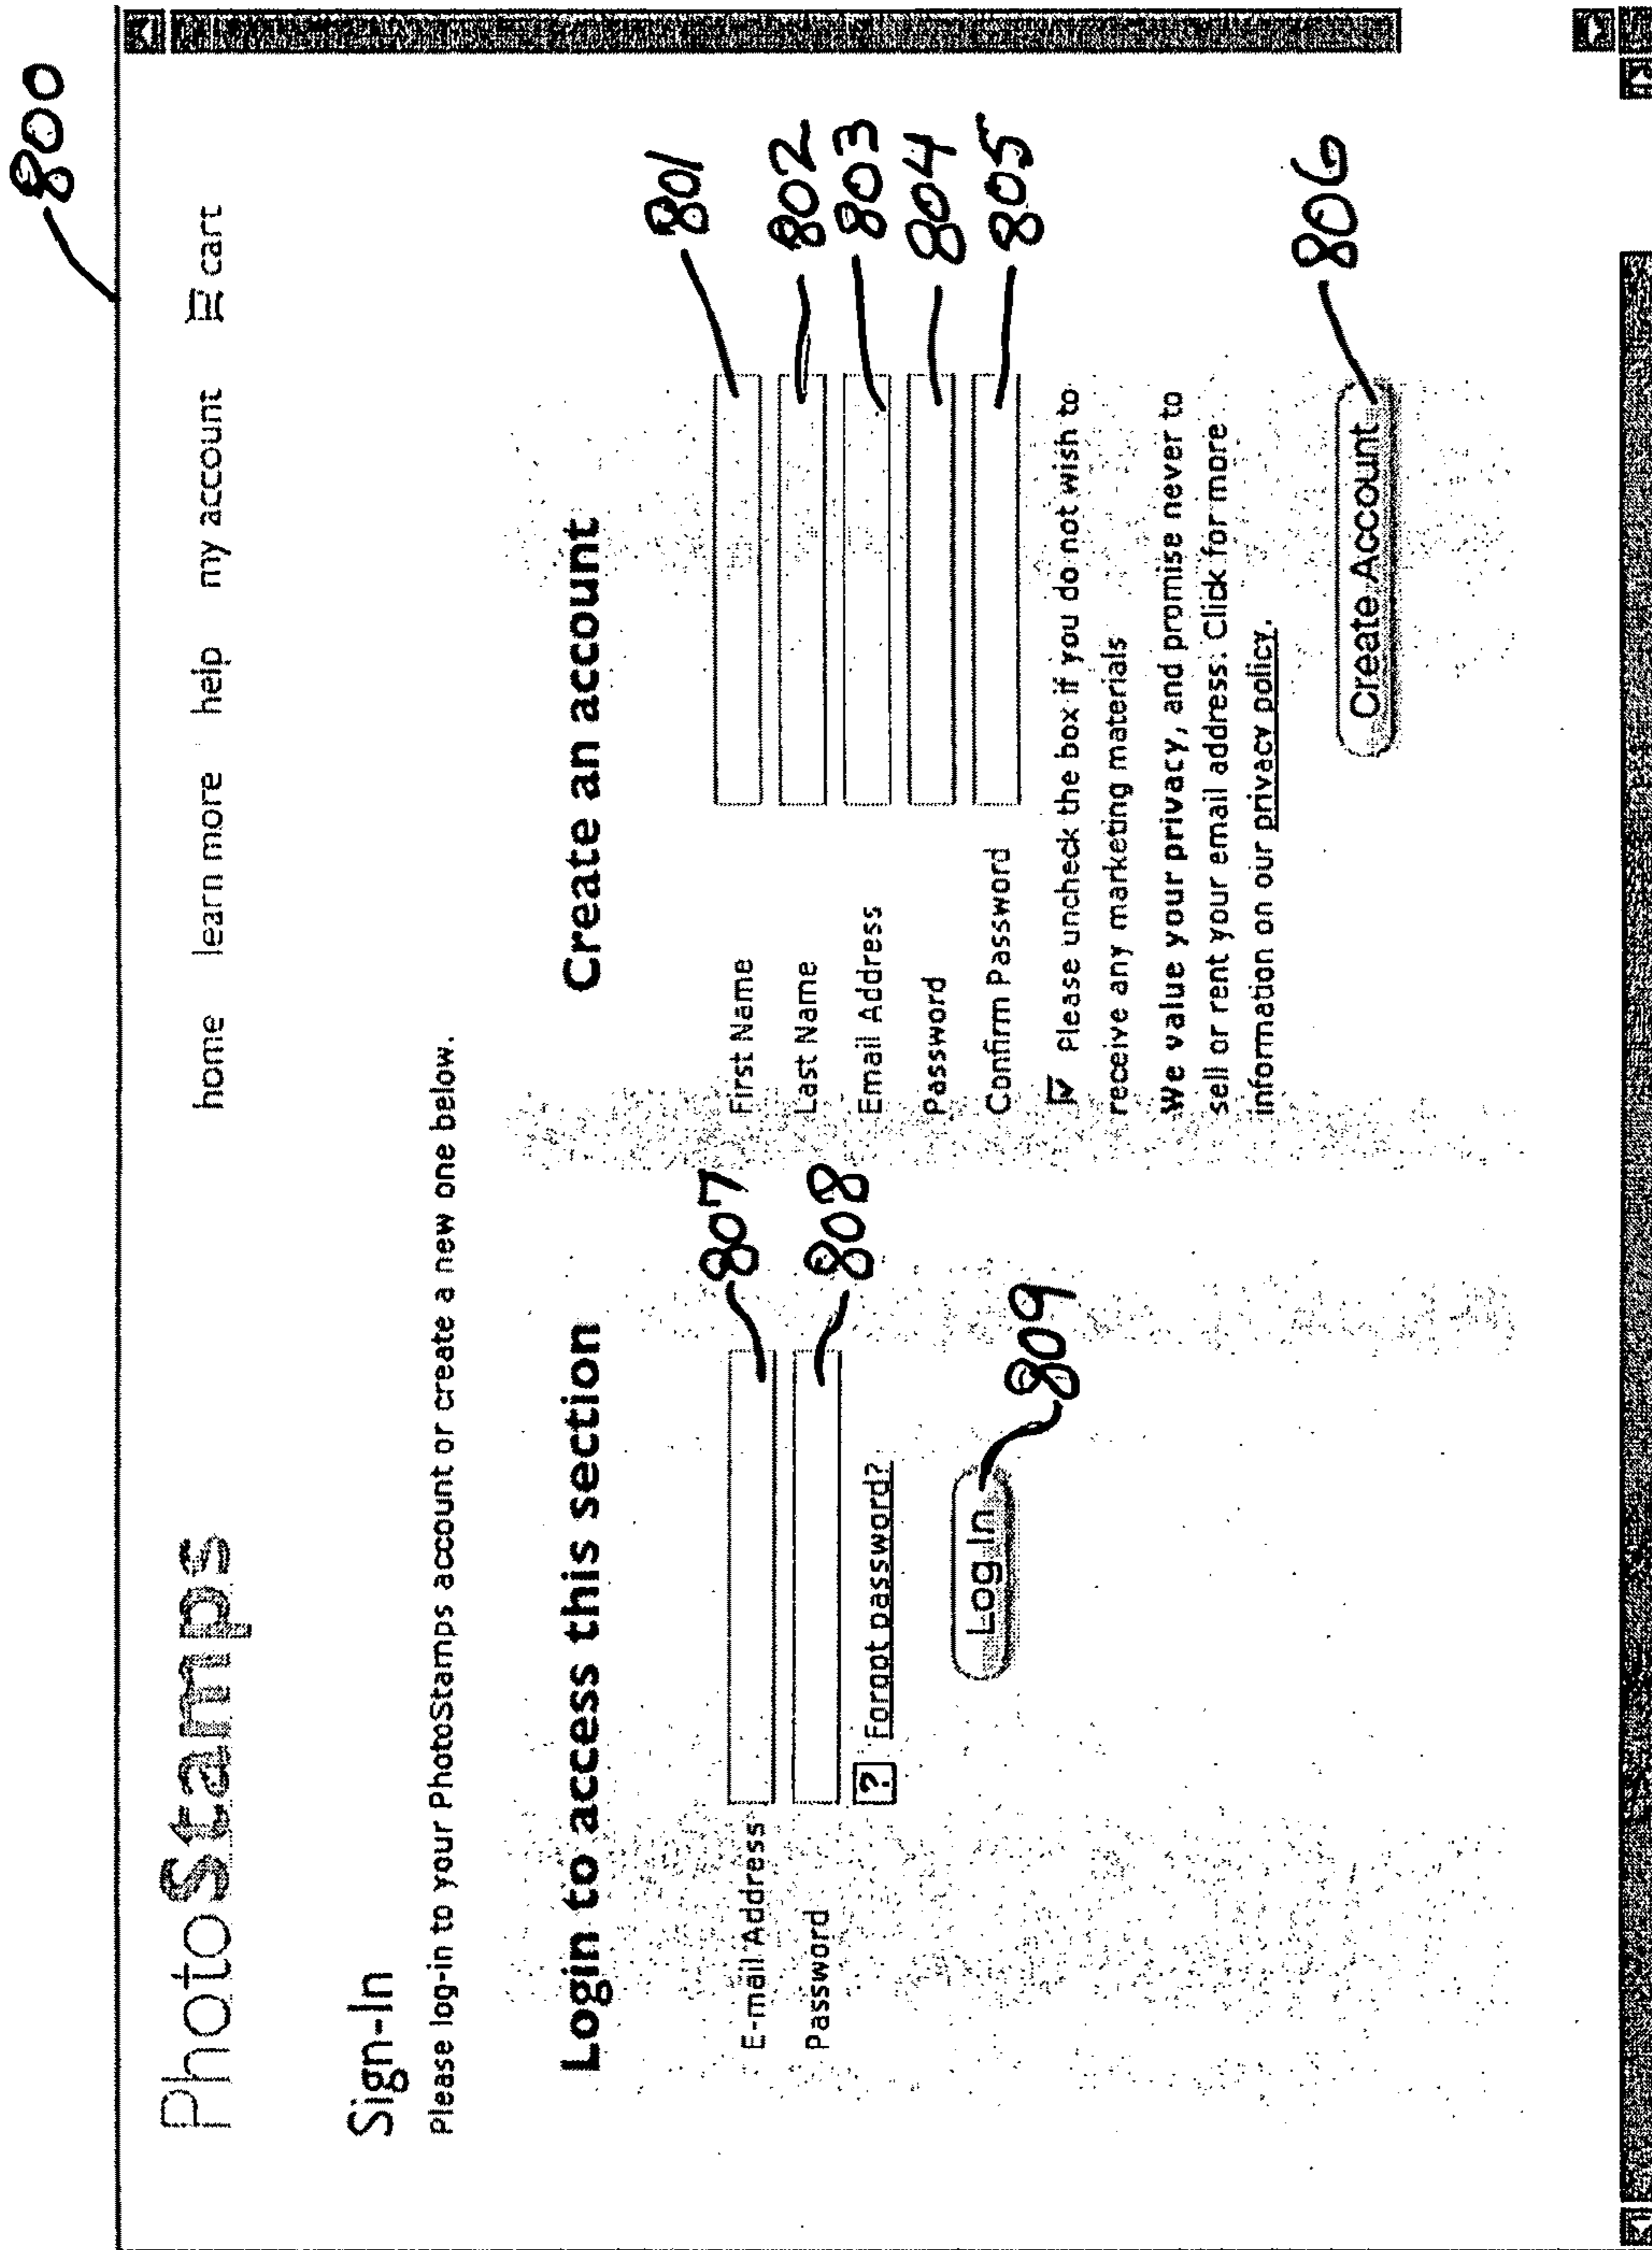 800
PhotoStamps
home learn more help my account cart
Sign-In
Please log-in to your PhotoStamps account or create a new one below.
Login to access this section
E-mail Address 807
Password 808
? Forgot password?
Log In 809
Create an account
First Name 801
Last Name 802
Email Address 803
Password 804
Confirm Password 805
Please uncheck the box if you do not wish to
receive any marketing materials
We value your privacy, and promise never to
sell or rent your email address. Click for more
information on our privacy policy.
Create Account 806